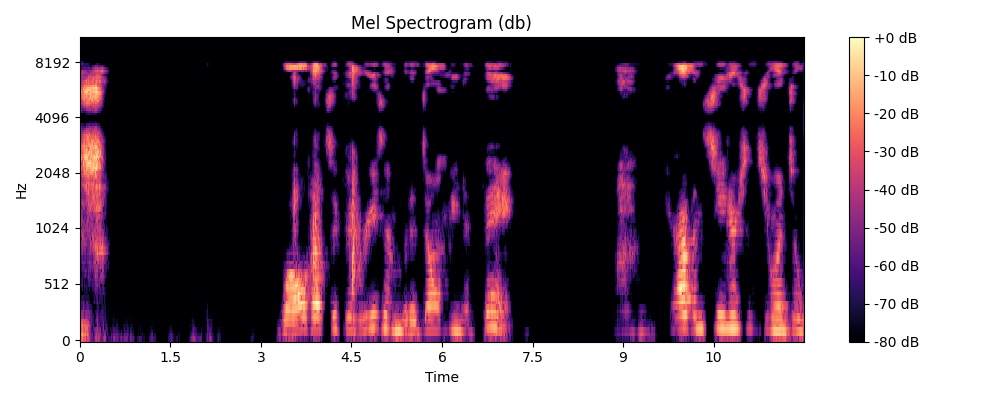 Mel Spectrogram (db)
Hz
8192
4096
2048
1024
512
0
0 1.5 3 4.5 6 7.5 9 10
Time
+0 dB
-10 dB
-20 dB
-30 dB
-40 dB
-50 dB
-60 dB
-70 dB
-80 dB